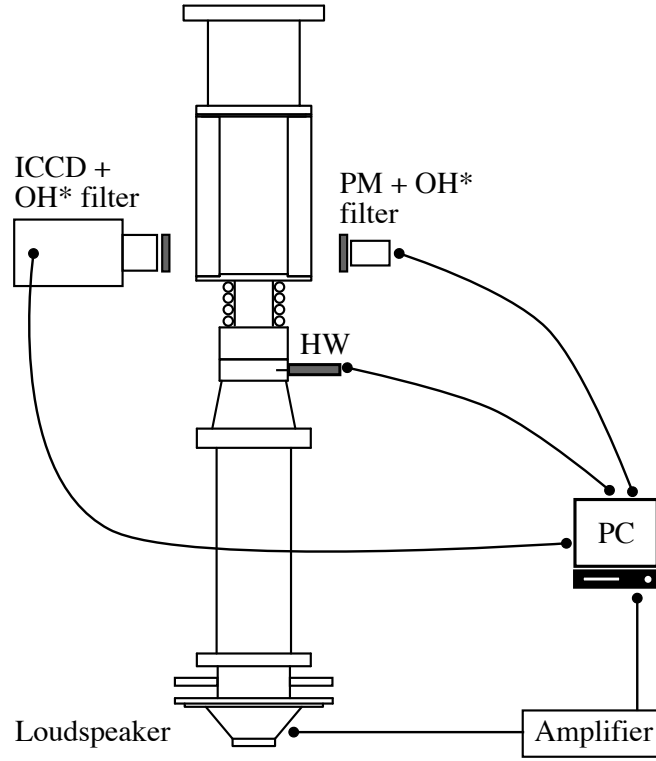 ICCD +
OH* filter
PM + OH*
filter
HW
PC
Loudspeaker
Amplifier